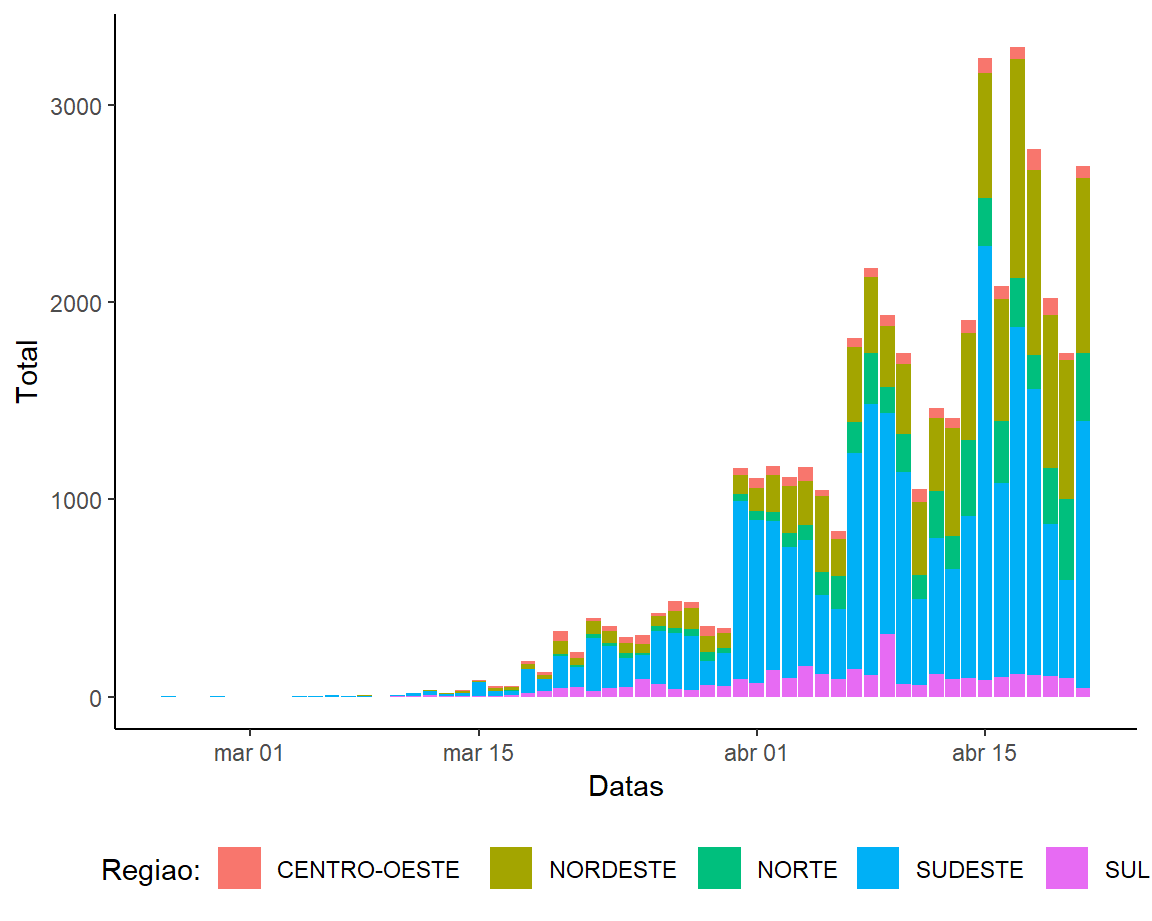 Total
3000
2000
1000
0
mar 01 mar 15 abr 01 abr 15
Datas
Regiao: CENTRO-OESTE NORDESTE NORTE SUDESTE SUL